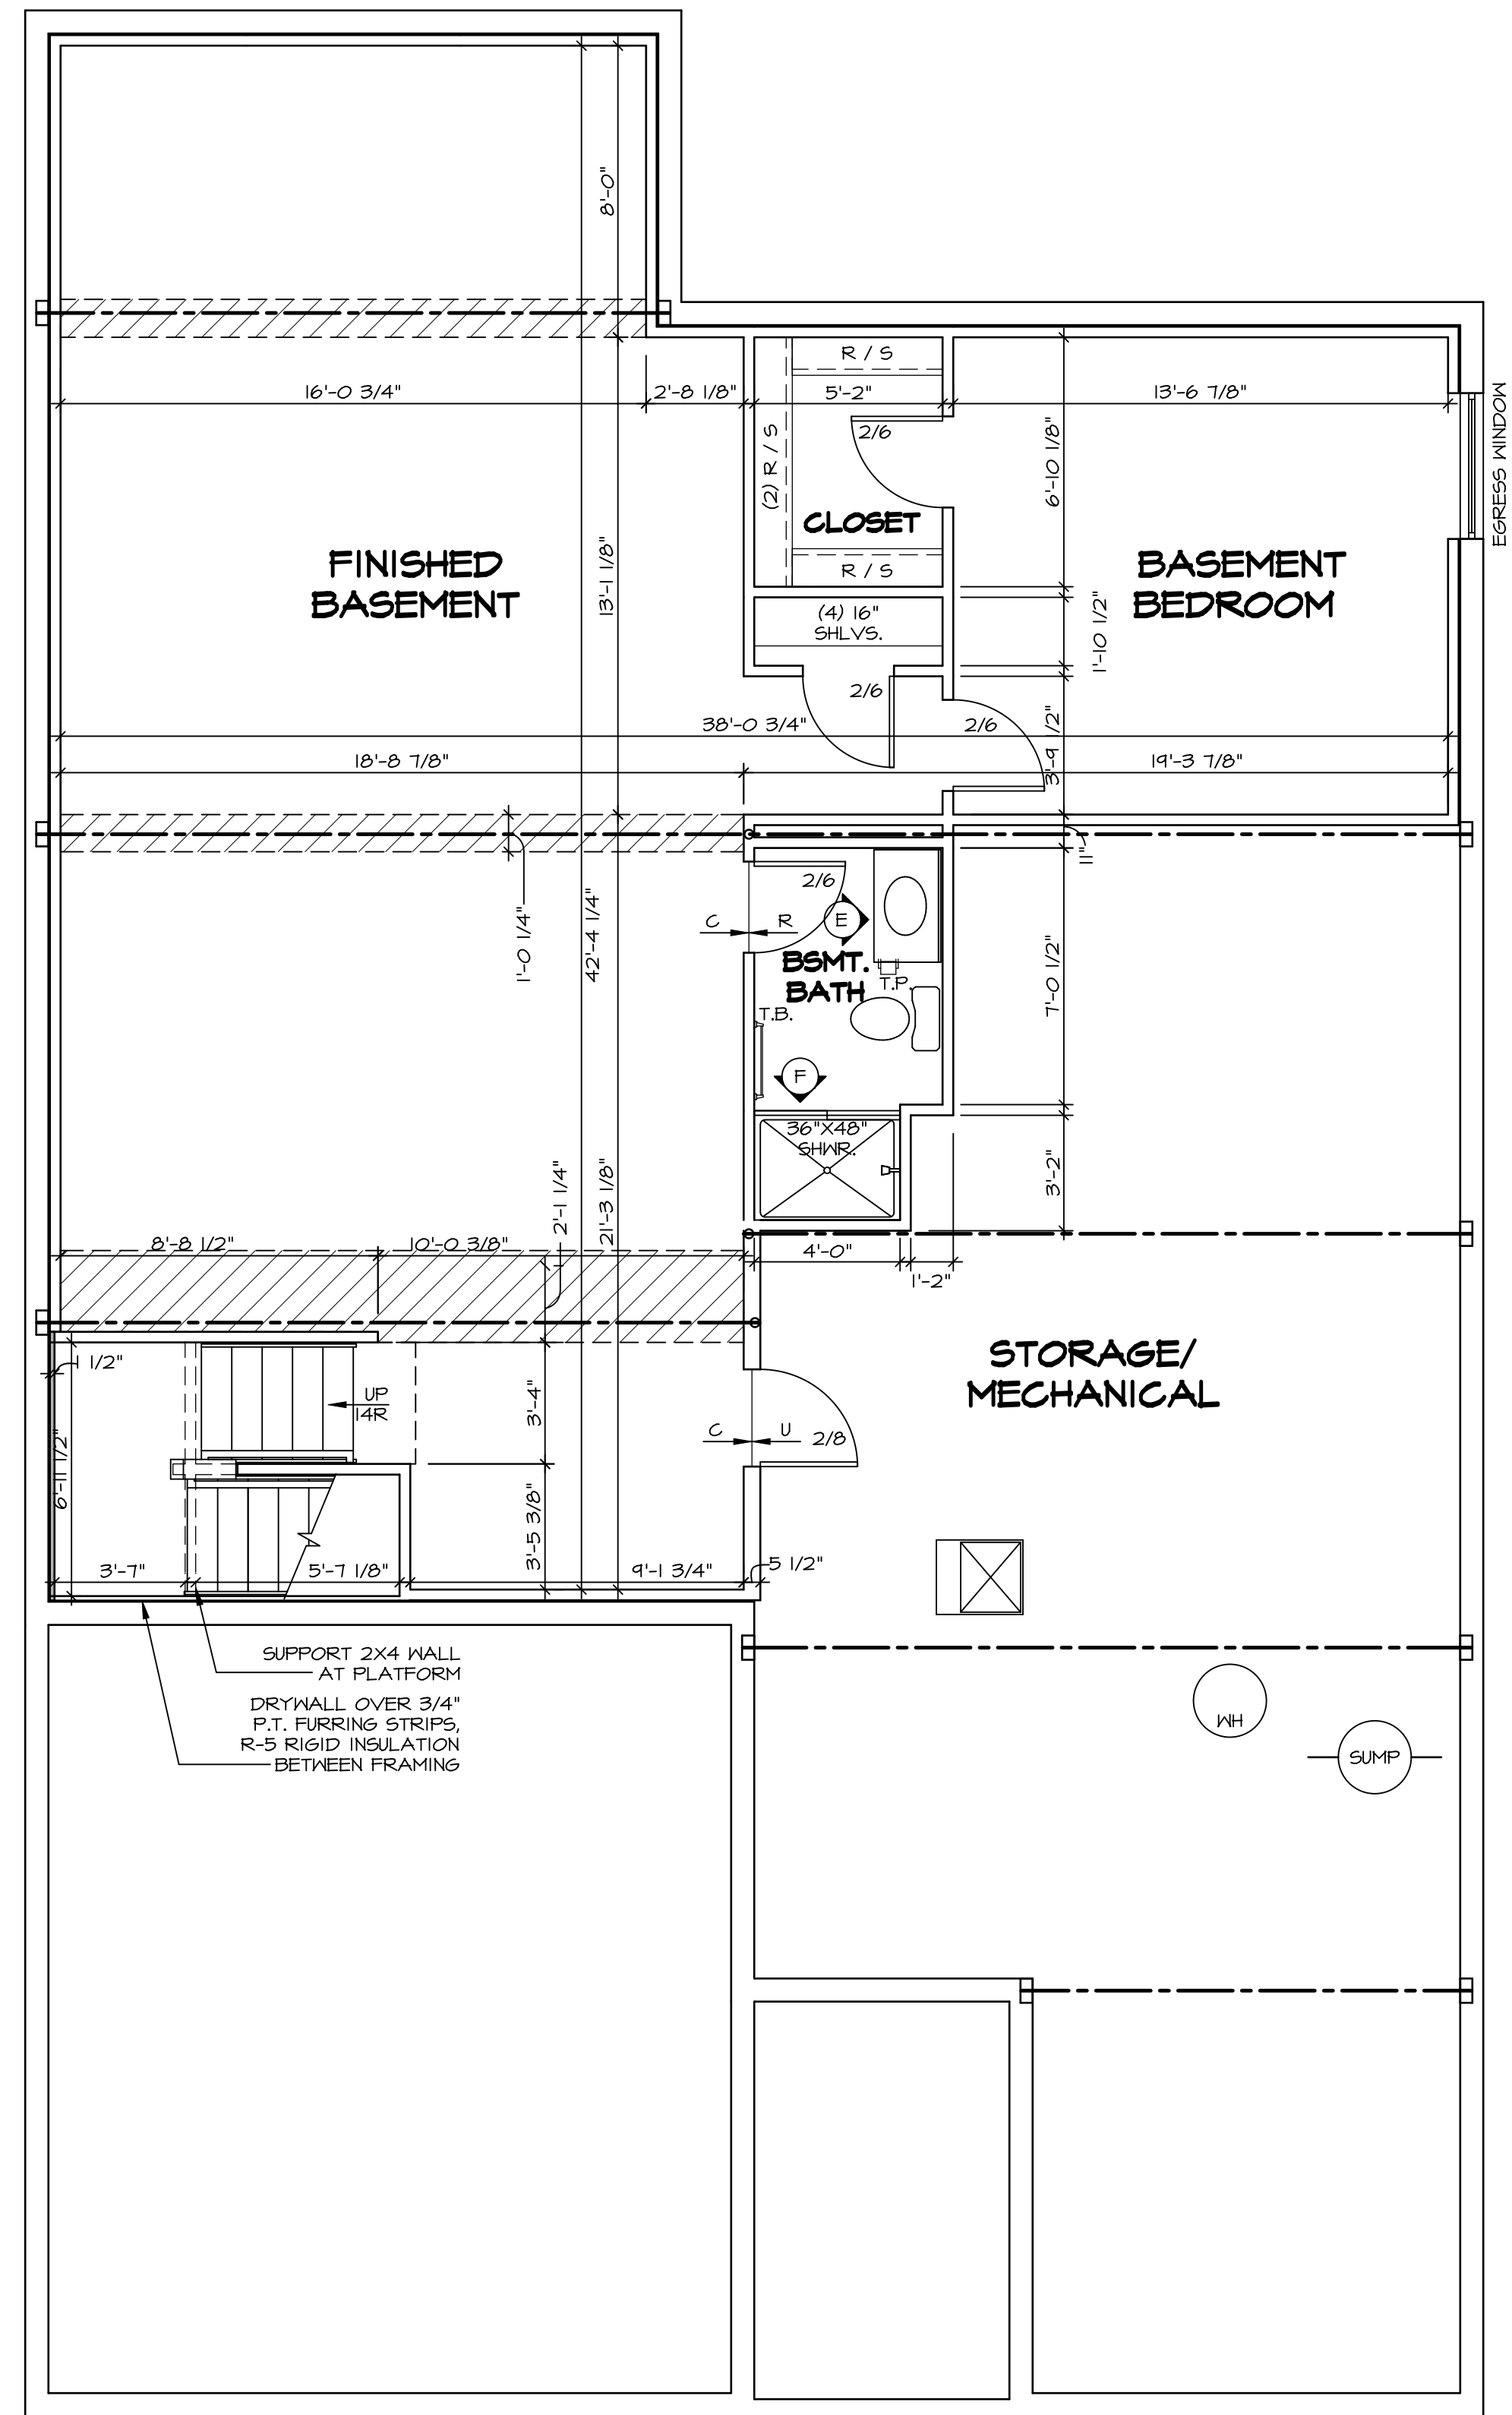 8'-0"
16'-0 3/4"
2'-8 1/8"
R / S
5'-2"
13'-6 7/8"
EGRESS WINDOW
2/6
(2) R / S
6'-10 1/8"
CLOSET
FINISHED
BASEMENT
13'-1 1/8"
R / S
BASEMENT
BEDROOM
(4) 16"
SHLVS.
1'-10 1/2"
2/6
2/6
38'-0 3/4"
3'-9 1/2"
18'-8 7/8"
19'-3 7/8"
11"
2/6
1'-0 1/4"
42'-4 1/4"
C
R
E
BSMT.
BATH
T.P.
T.B.
7'-0 1/2"
F
36"X48"
SHWR.
3'-2"
2'-1 1/4"
21'-3 1/8"
8'-8 1/2"
10'-0 3/8"
4'-0"
1'-2"
STORAGE/
MECHANICAL
1 1/2"
UP
14R
3'-4"
C
U
2/8
6'-11 1/2"
3'-5 3/8"
3'-7"
5'-7 1/8"
9'-1 3/4"
5 1/2"
SUPPORT 2X4 WALL
AT PLATFORM
DRYWALL OVER 3/4"
P.T. FURRING STRIPS,
R-5 RIGID INSULATION
BETWEEN FRAMING
WH
SUMP